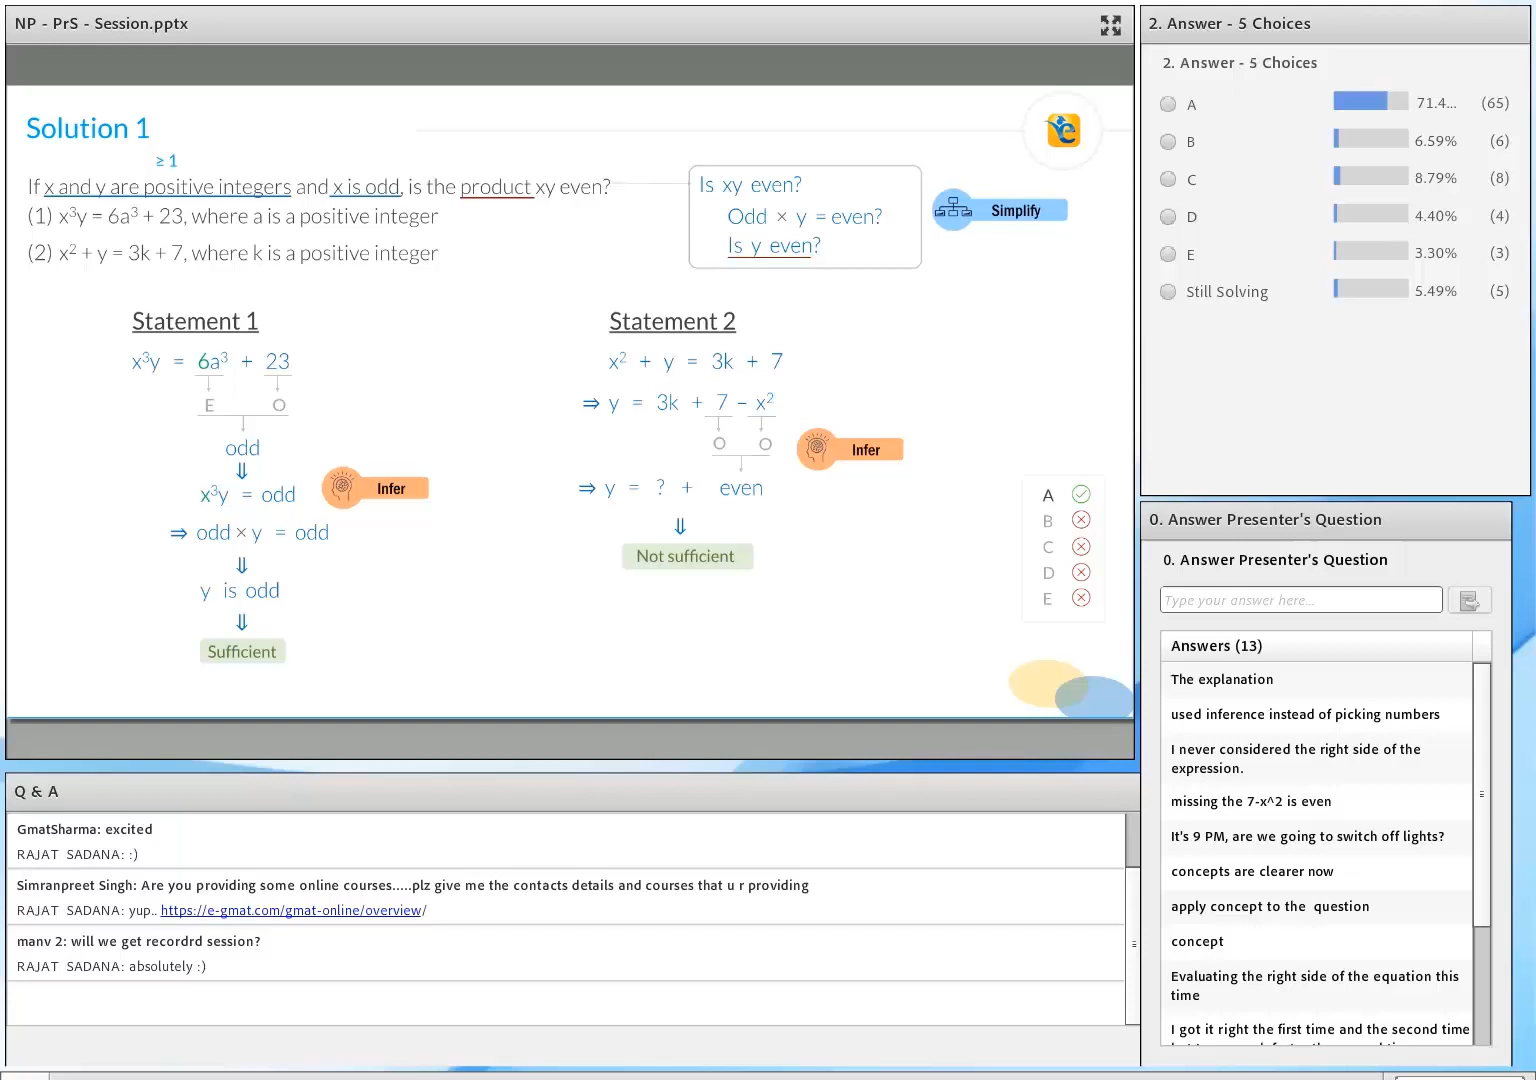 NP - PrS - Session.pptx
Solution 1
≥ 1
If x and y are positive integers and x is odd, is the product xy even?
(1) x³y = 6a³ + 23, where a is a positive integer
(2) x² + y = 3k + 7, where k is a positive integer
Is xy even?
Odd × y = even?
Is y even?
Simplify
Statement 1
x³y = 6a³ + 23
E O
odd
⇓
x³y = odd
Infer
⇒ odd × y = odd
⇓
y is odd
⇓
Sufficient
Statement 2
x² + y = 3k + 7
⇒ y = 3k + 7 – x²
O O
Infer
⇒ y = ? + even
⇓
Not sufficient
A
B
C
D
E
2. Answer - 5 Choices
2. Answer - 5 Choices
A 71.4... (65)
B 6.59% (6)
C 8.79% (8)
D 4.40% (4)
E 3.30% (3)
Still Solving 5.49% (5)
0. Answer Presenter's Question
0. Answer Presenter's Question
Type your answer here...
Answers (13)
The explanation
used inference instead of picking numbers
I never considered the right side of the
expression.
missing the 7-x^2 is even
It's 9 PM, are we going to switch off lights?
concepts are clearer now
apply concept to the question
concept
Evaluating the right side of the equation this
time
I got it right the first time and the second time
Q & A
GmatSharma: excited
RAJAT SADANA: :)
Simranpreet Singh: Are you providing some online courses.....plz give me the contacts details and courses that u r providing
RAJAT SADANA: yup.. https://e-gmat.com/gmat-online/overview/
manv 2: will we get recordrd session?
RAJAT SADANA: absolutely :)